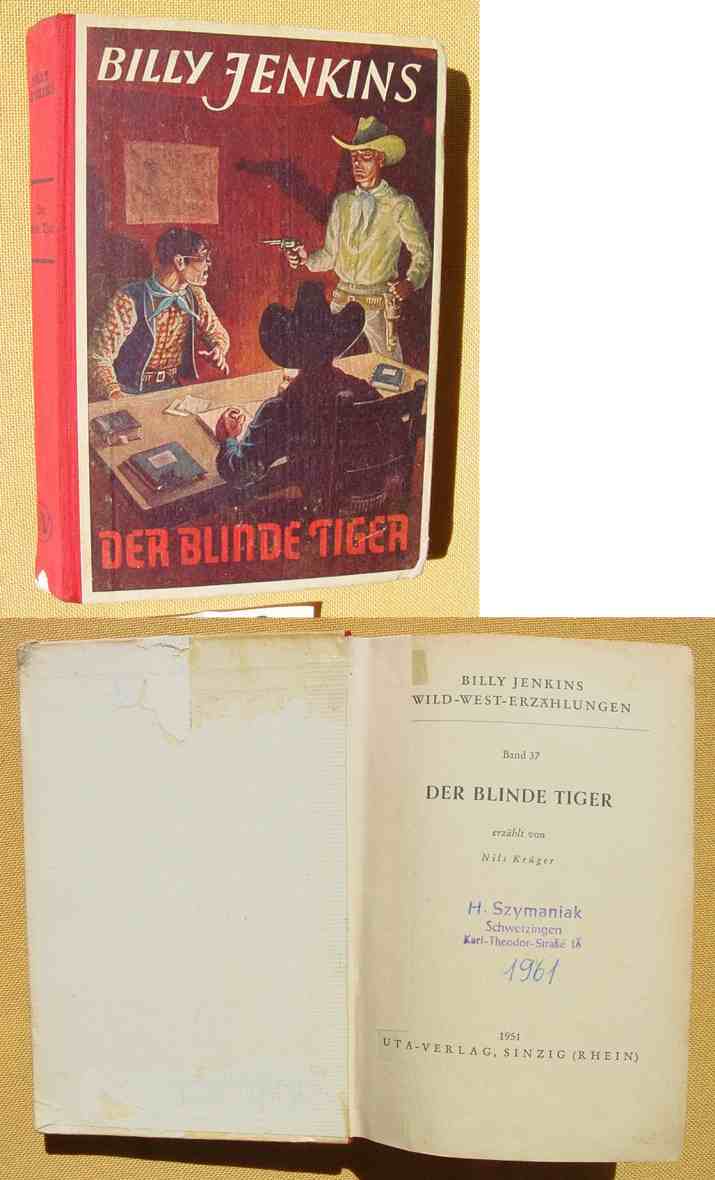 BILLY JENKINS
DER BLINDE TIGER
BILLY JENKINS
WILD-WEST-ERZÄHLUNGEN
Band 37
DER BLINDE TIGER
erzählt von
Nils Krüger
H. Szymaniak
Schwetzingen
Karl-Theodor-Straße
1961
1951
UTA-VERLAG, SINZIG (RHEIN)